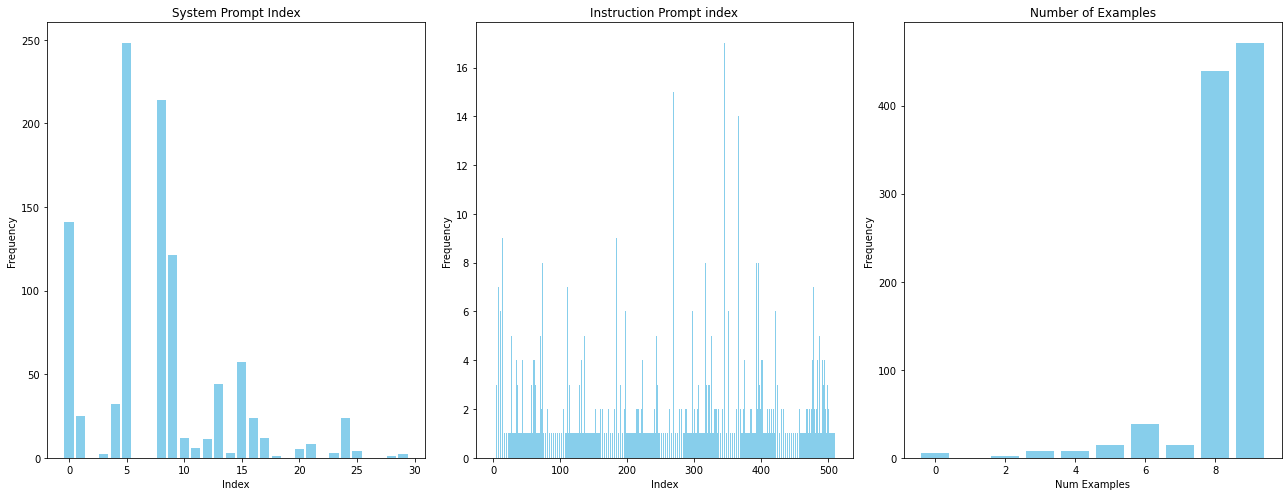 System Prompt Index
250
200
150
100
50
0
Frequency
0 5 10 15 20 25 30
Index
Instruction Prompt index
16
14
12
10
8
6
4
2
0
Frequency
0 100 200 300 400 500
Index
Number of Examples
400
300
200
100
0
Frequency
0 2 4 6 8
Num Examples